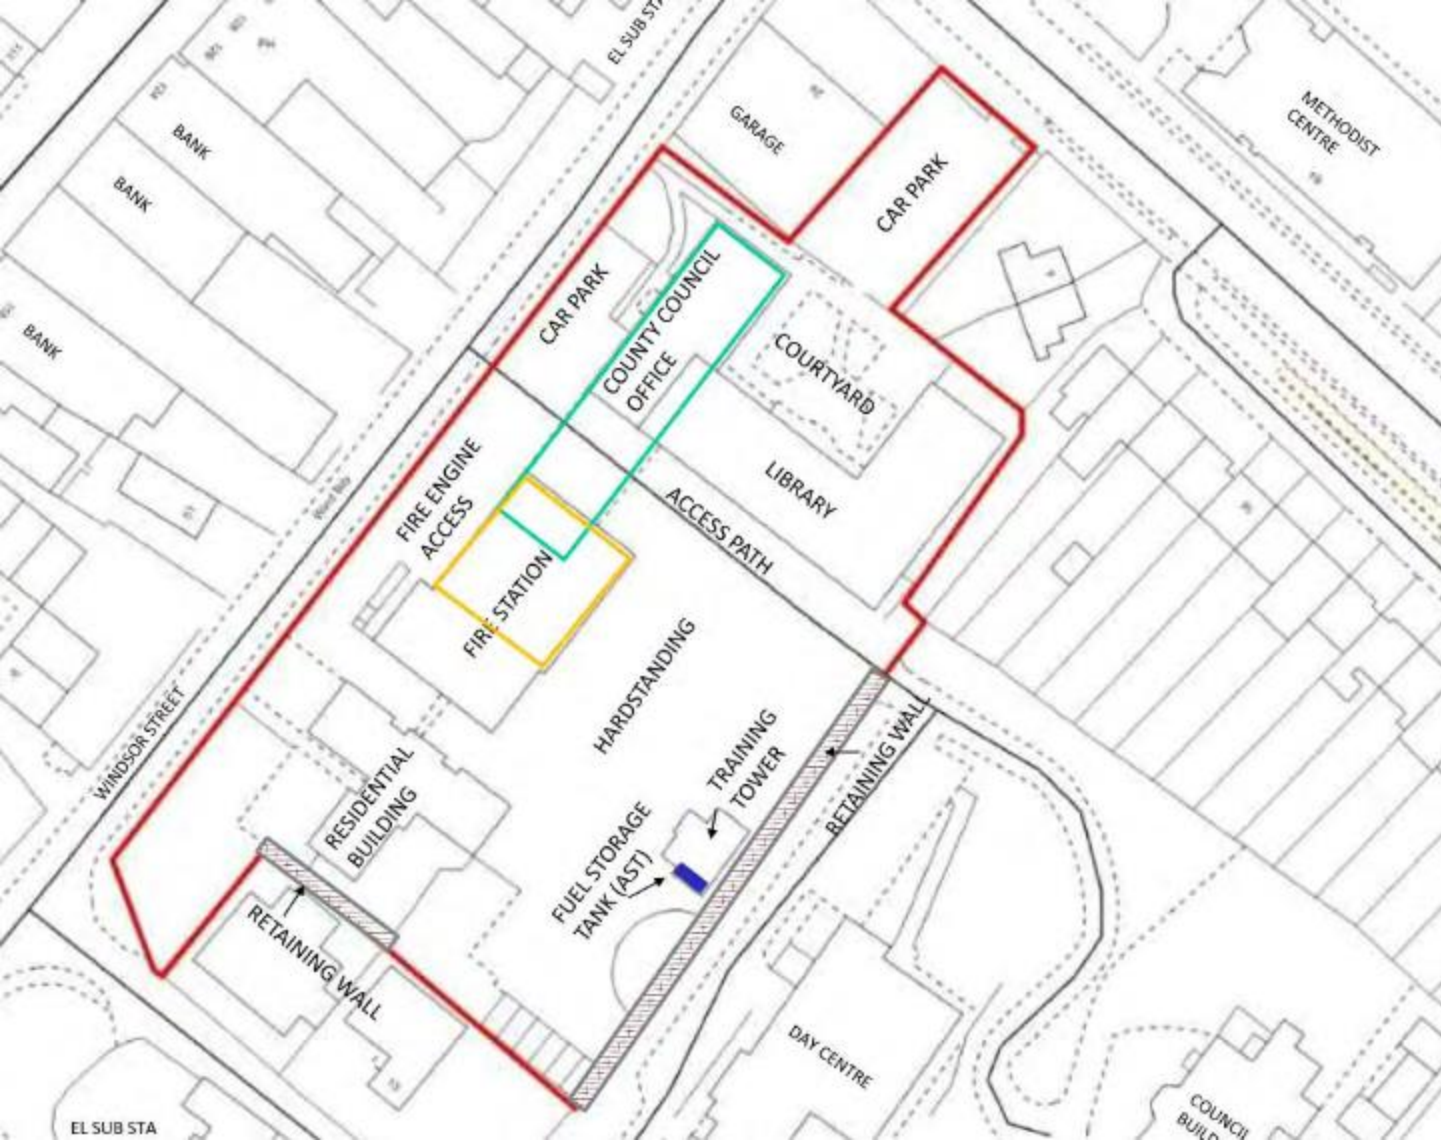 EL SUB STA
METHODIST
CENTRE
GARAGE
BANK
BANK
BANK
CAR PARK
CAR PARK
COUNTY COUNCIL
OFFICE
COURTYARD
LIBRARY
FIRE ENGINE
ACCESS
ACCESS PATH
FIRE STATION
HARDSTANDING
WINDSOR STREET
TRAINING
TOWER
RETAINING WALL
RESIDENTIAL
BUILDING
FUEL STORAGE
TANK (AST)
RETAINING WALL
DAY CENTRE
COUNCIL
EL SUB STA